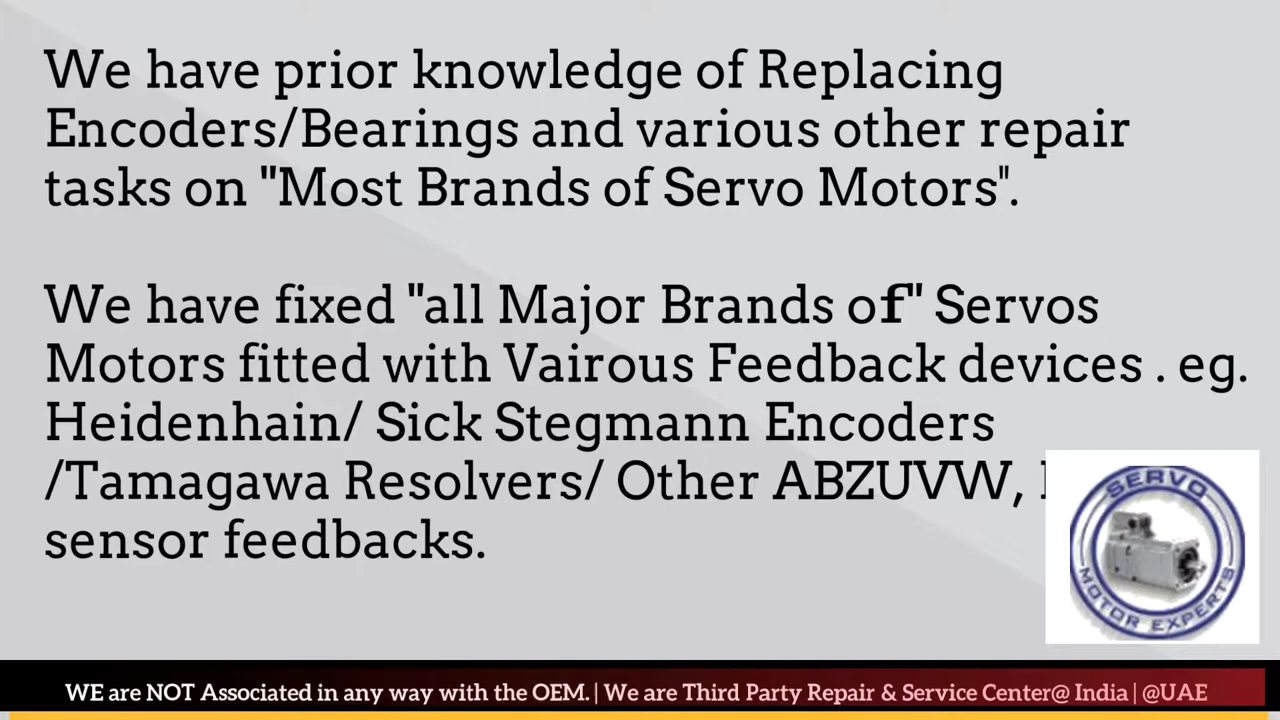 We have prior knowledge of Replacing
Encoders/Bearings and various other repair
tasks on "Most Brands of Servo Motors".
We have fixed "all Major Brands of" Servos
Motors fitted with Vairous Feedback devices . eg.
Heidenhain/ Sick Stegmann Encoders
/Tamagawa Resolvers/ Other ABZUVW,
sensor feedbacks.
SERVO
MOTOR EXPERTS
WE are NOT Associated in any way with the OEM. | We are Third Party Repair & Service Center@ India | @UAE